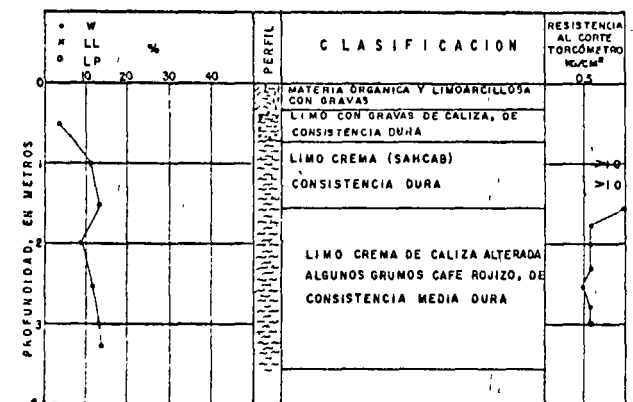 • W
× LL %
○ LP
10 20 30 40
PERFIL
CLASIFICACION
RESISTENCIA
AL CORTE
TORCÓMETRO
KG/CM²
0.5
0
MATERIA ORGANICA Y LIMOARCILLOSA
CON GRAVAS
LIMO CON GRAVAS DE CALIZA, DE
CONSISTENCIA DURA
1
LIMO CREMA (SAHCAB)
>1 0
CONSISTENCIA DURA
>1 0
PROFUNDIDAD, EN METROS
2
LIMO CREMA DE CALIZA ALTERADA
ALGUNOS GRUMOS CAFE ROJIZO, DE
CONSISTENCIA MEDIA DURA
3